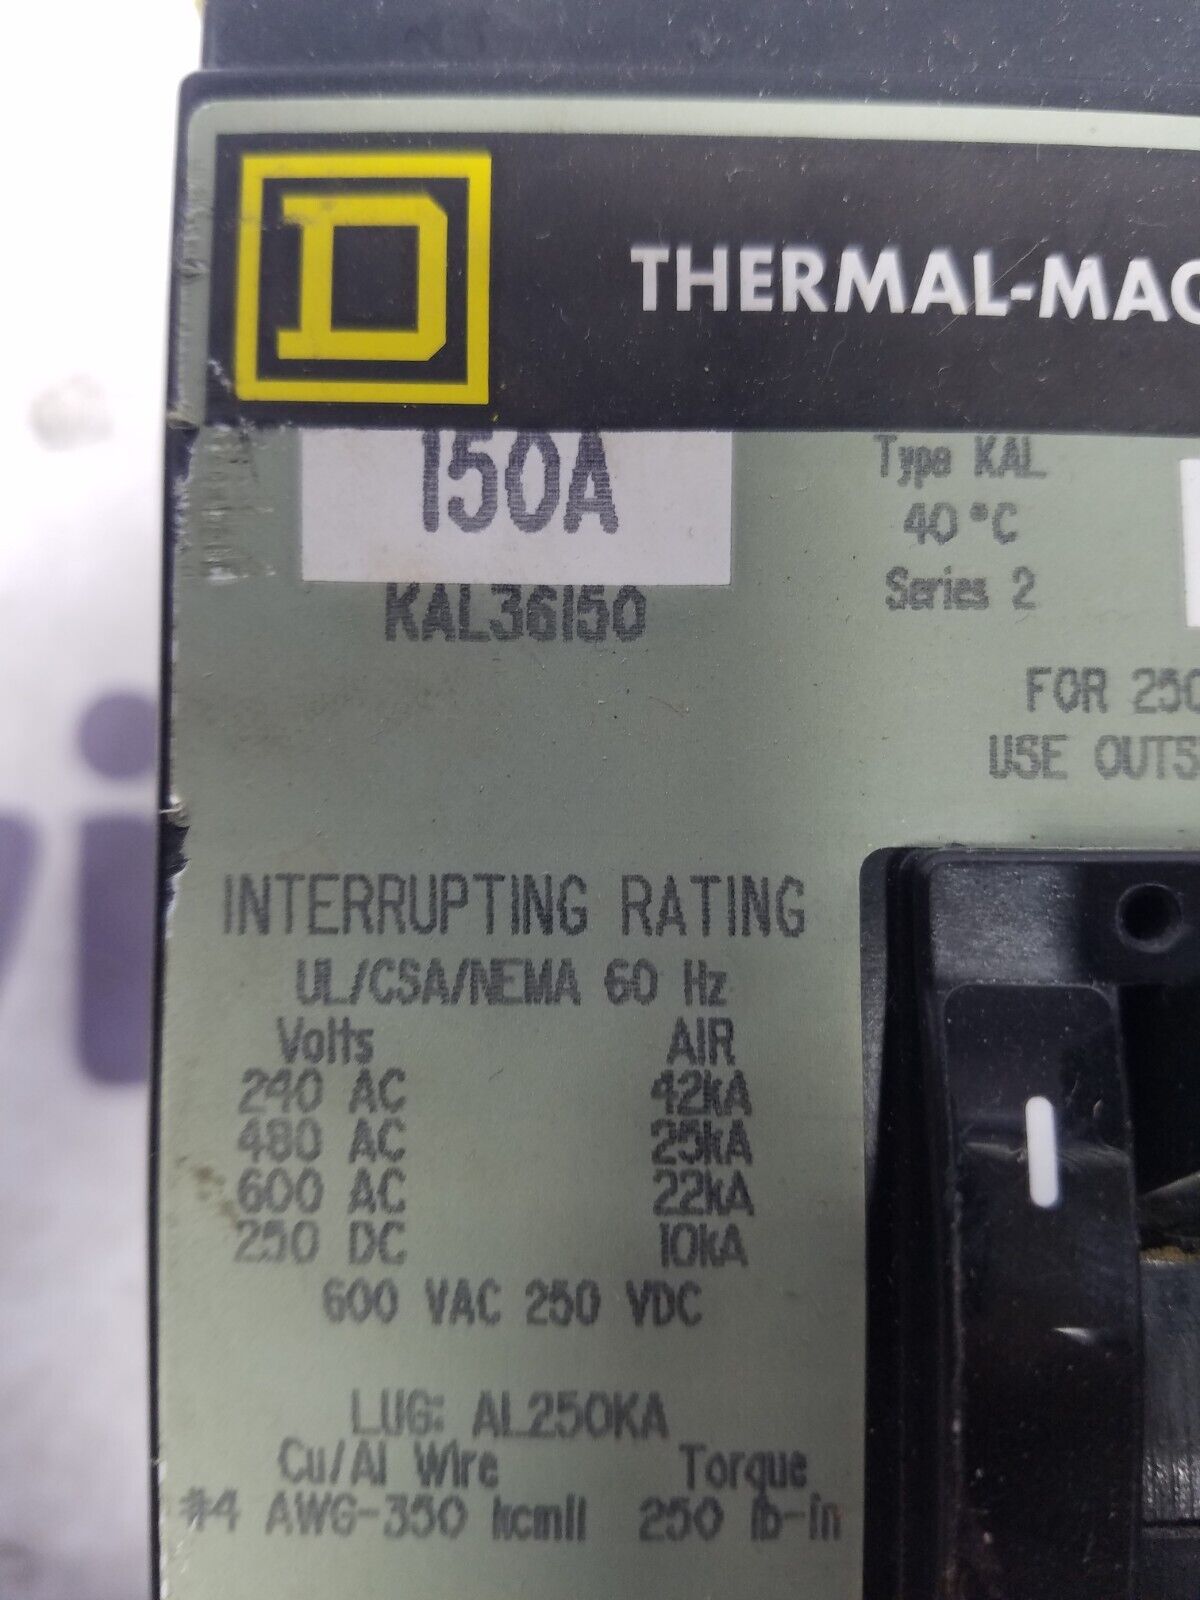 D
THERMAL-MAG
150A
Type KAL
40°C
KAL36150
Series 2
FOR 250
USE OUTS
INTERRUPTING RATING
UL/CSA/NEMA 60 Hz
Volts AIR
240 AC 42kA
480 AC 25kA
600 AC 22kA
250 DC 10kA
600 VAC 250 VDC
LUG: AL250KA
Cu/Al Wire Torque
#4 AWG-350 kcmil 250 lb-in